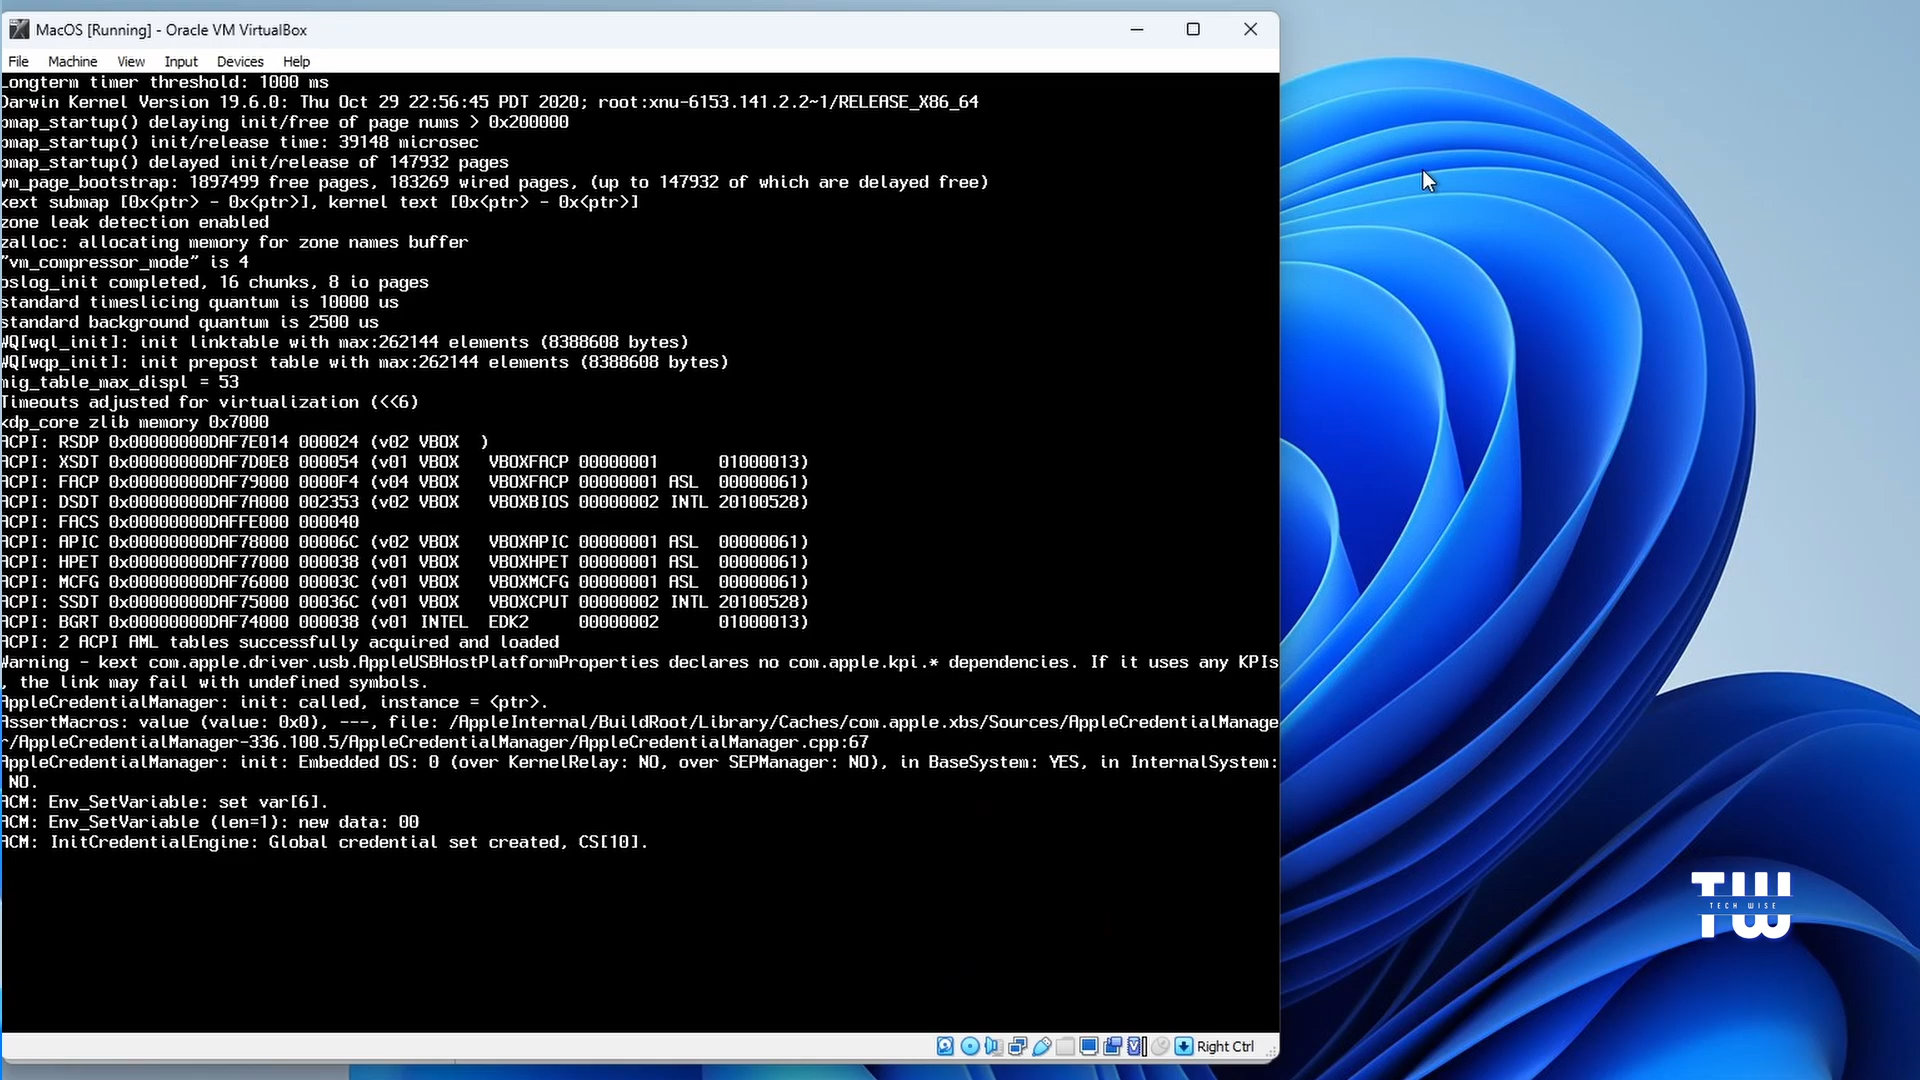 MacOS [Running] - Oracle VM VirtualBox
File Machine View Input Devices Help
Longterm timer threshold: 1000 ms
Darwin Kernel Version 19.6.0: Thu Oct 29 22:56:45 PDT 2020; root:xnu-6153.141.2.2~1/RELEASE_X86_64
pmap_startup() delaying init/free of page nums > 0x200000
pmap_startup() init/release time: 39148 microsec
pmap_startup() delayed init/release of 147932 pages
vm_page_bootstrap: 1897499 free pages, 183269 wired pages, (up to 147932 of which are delayed free)
kext submap [0x<ptr> - 0x<ptr>], kernel text [0x<ptr> - 0x<ptr>]
zone leak detection enabled
zalloc: allocating memory for zone names buffer
"vm_compressor_mode" is 4
oslog_init completed, 16 chunks, 8 io pages
standard timeslicing quantum is 10000 us
standard background quantum is 2500 us
WQ[wql_init]: init linktable with max:262144 elements (8388608 bytes)
WQ[wqp_init]: init prepost table with max:262144 elements (8388608 bytes)
mig_table_max_displ = 53
Timeouts adjusted for virtualization (<<6)
kdp_core zlib memory 0x7000
ACPI: RSDP 0x00000000DAF7E014 000024 (v02 VBOX  )
ACPI: XSDT 0x00000000DAF7D0E8 000054 (v01 VBOX   VBOXFACP 00000001      01000013)
ACPI: FACP 0x00000000DAF79000 0000F4 (v04 VBOX   VBOXFACP 00000001 ASL  00000061)
ACPI: DSDT 0x00000000DAF7A000 002353 (v02 VBOX   VBOXBIOS 00000002 INTL 20100528)
ACPI: FACS 0x00000000DAFFE000 000040
ACPI: APIC 0x00000000DAF78000 00006C (v02 VBOX   VBOXAPIC 00000001 ASL  00000061)
ACPI: HPET 0x00000000DAF77000 000038 (v01 VBOX   VBOXHPET 00000001 ASL  00000061)
ACPI: MCFG 0x00000000DAF76000 00003C (v01 VBOX   VBOXMCFG 00000001 ASL  00000061)
ACPI: SSDT 0x00000000DAF75000 00036C (v01 VBOX   VBOXCPUT 00000002 INTL 20100528)
ACPI: BGRT 0x00000000DAF74000 000038 (v01 INTEL  EDK2     00000002      01000013)
ACPI: 2 ACPI AML tables successfully acquired and loaded
Warning - kext com.apple.driver.usb.AppleUSBHostPlatformProperties declares no com.apple.kpi.* dependencies. If it uses any KPIs
, the link may fail with undefined symbols.
AppleCredentialManager: init: called, instance = <ptr>.
AssertMacros: value (value: 0x0), ---, file: /AppleInternal/BuildRoot/Library/Caches/com.apple.xbs/Sources/AppleCredentialManage
r/AppleCredentialManager-336.100.5/AppleCredentialManager/AppleCredentialManager.cpp:67
AppleCredentialManager: init: Embedded OS: 0 (over KernelRelay: NO, over SEPManager: NO), in BaseSystem: YES, in InternalSystem:
NO.
ACM: Env_SetVariable: set var[6].
ACM: Env_SetVariable (len=1): new data: 00
ACM: InitCredentialEngine: Global credential set created, CS[10].
TW
TECH WISE
Right Ctrl